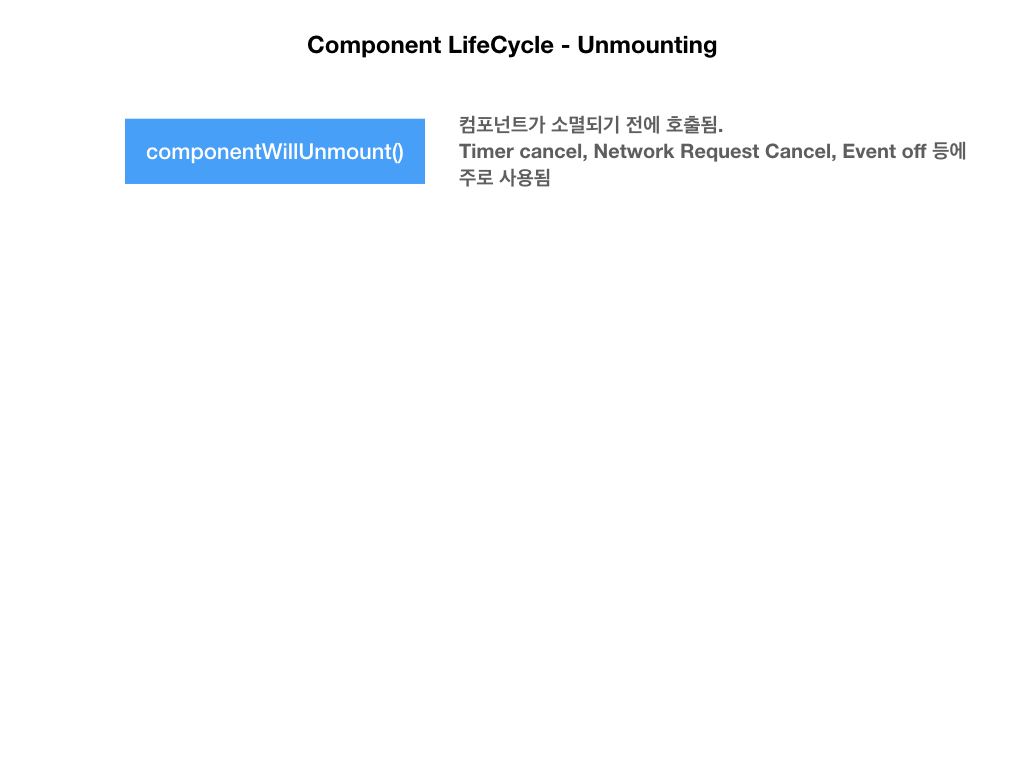 Component LifeCycle - Unmounting
componentWillUnmount()
컴포넌트가 소멸되기 전에 호출됨.
Timer cancel, Network Request Cancel, Event off 등에
주로 사용됨